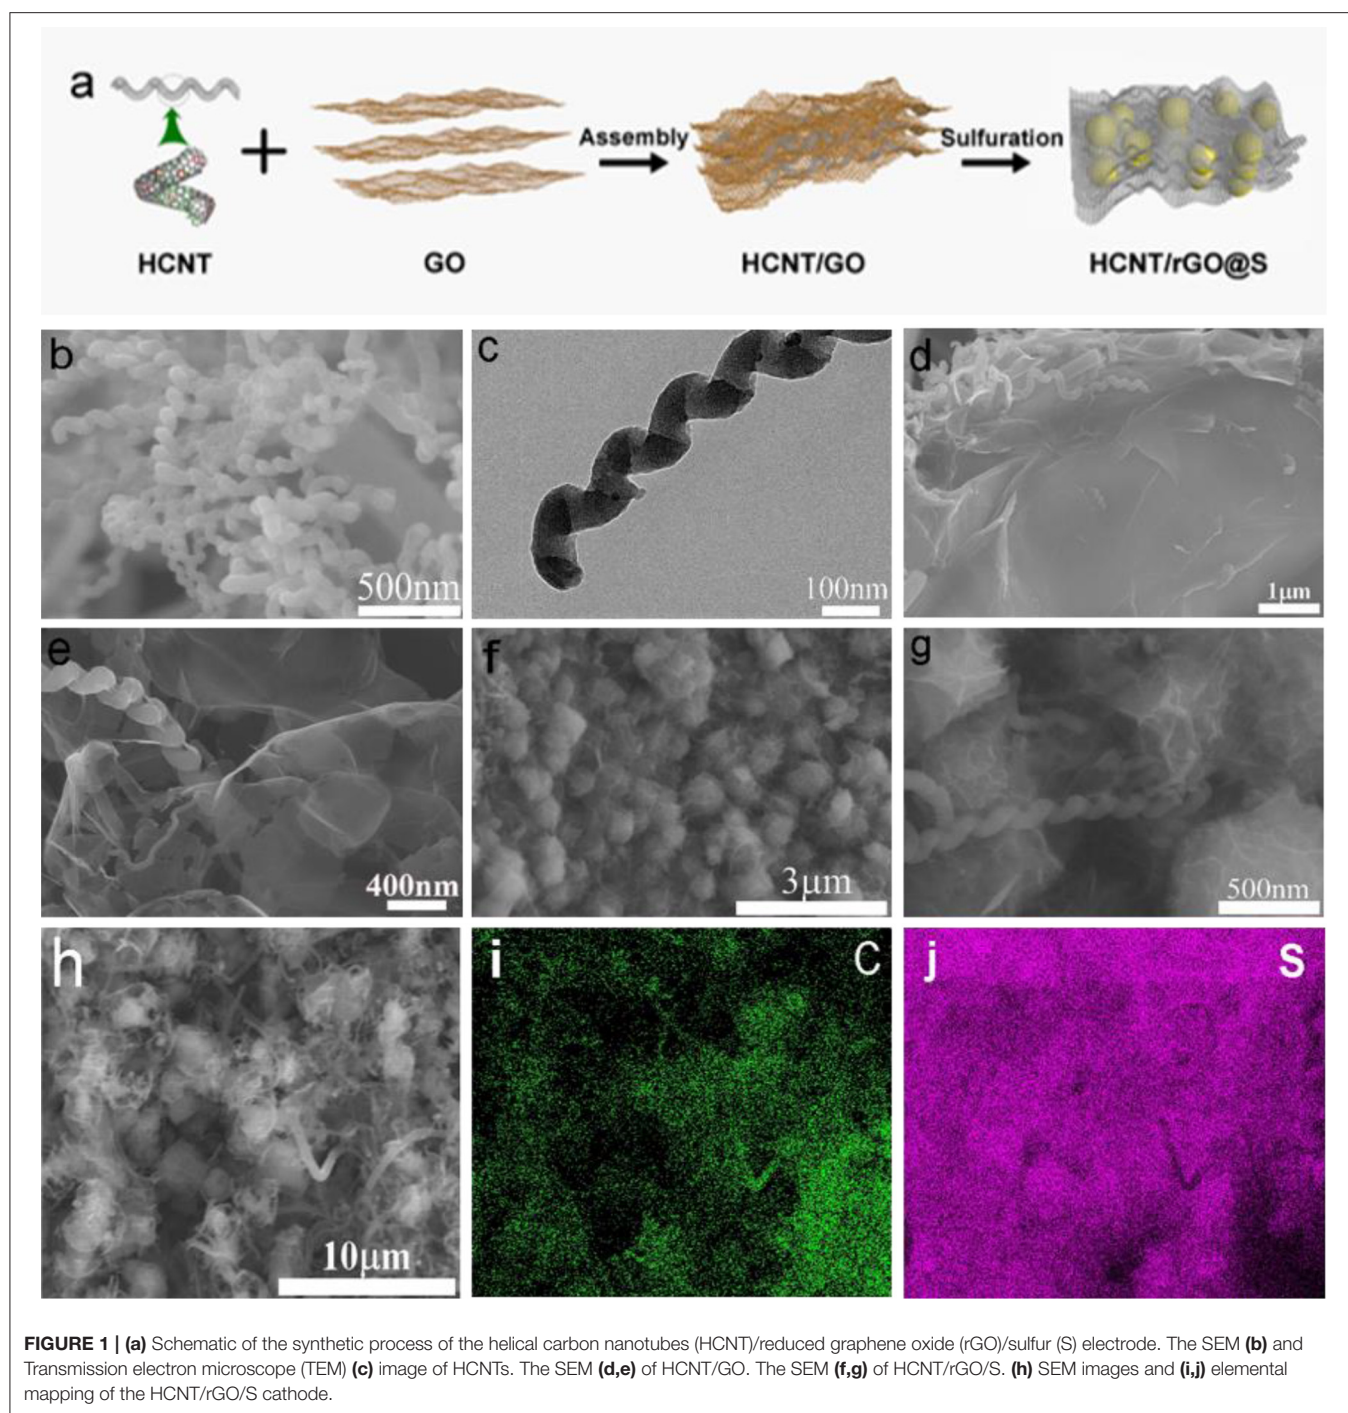 a
Assembly
Sulfuration
HCNT
GO
HCNT/GO
HCNT/rGO@S
b
500nm
c
100nm
d
1μm
e
400nm
f
3μm
g
500nm
h
10μm
i
C
j
S
FIGURE 1 | (a) Schematic of the synthetic process of the helical carbon nanotubes (HCNT)/reduced graphene oxide (rGO)/sulfur (S) electrode. The SEM (b) and
Transmission electron microscope (TEM) (c) image of HCNTs. The SEM (d,e) of HCNT/GO. The SEM (f,g) of HCNT/rGO/S. (h) SEM images and (i,j) elemental
mapping of the HCNT/rGO/S cathode.